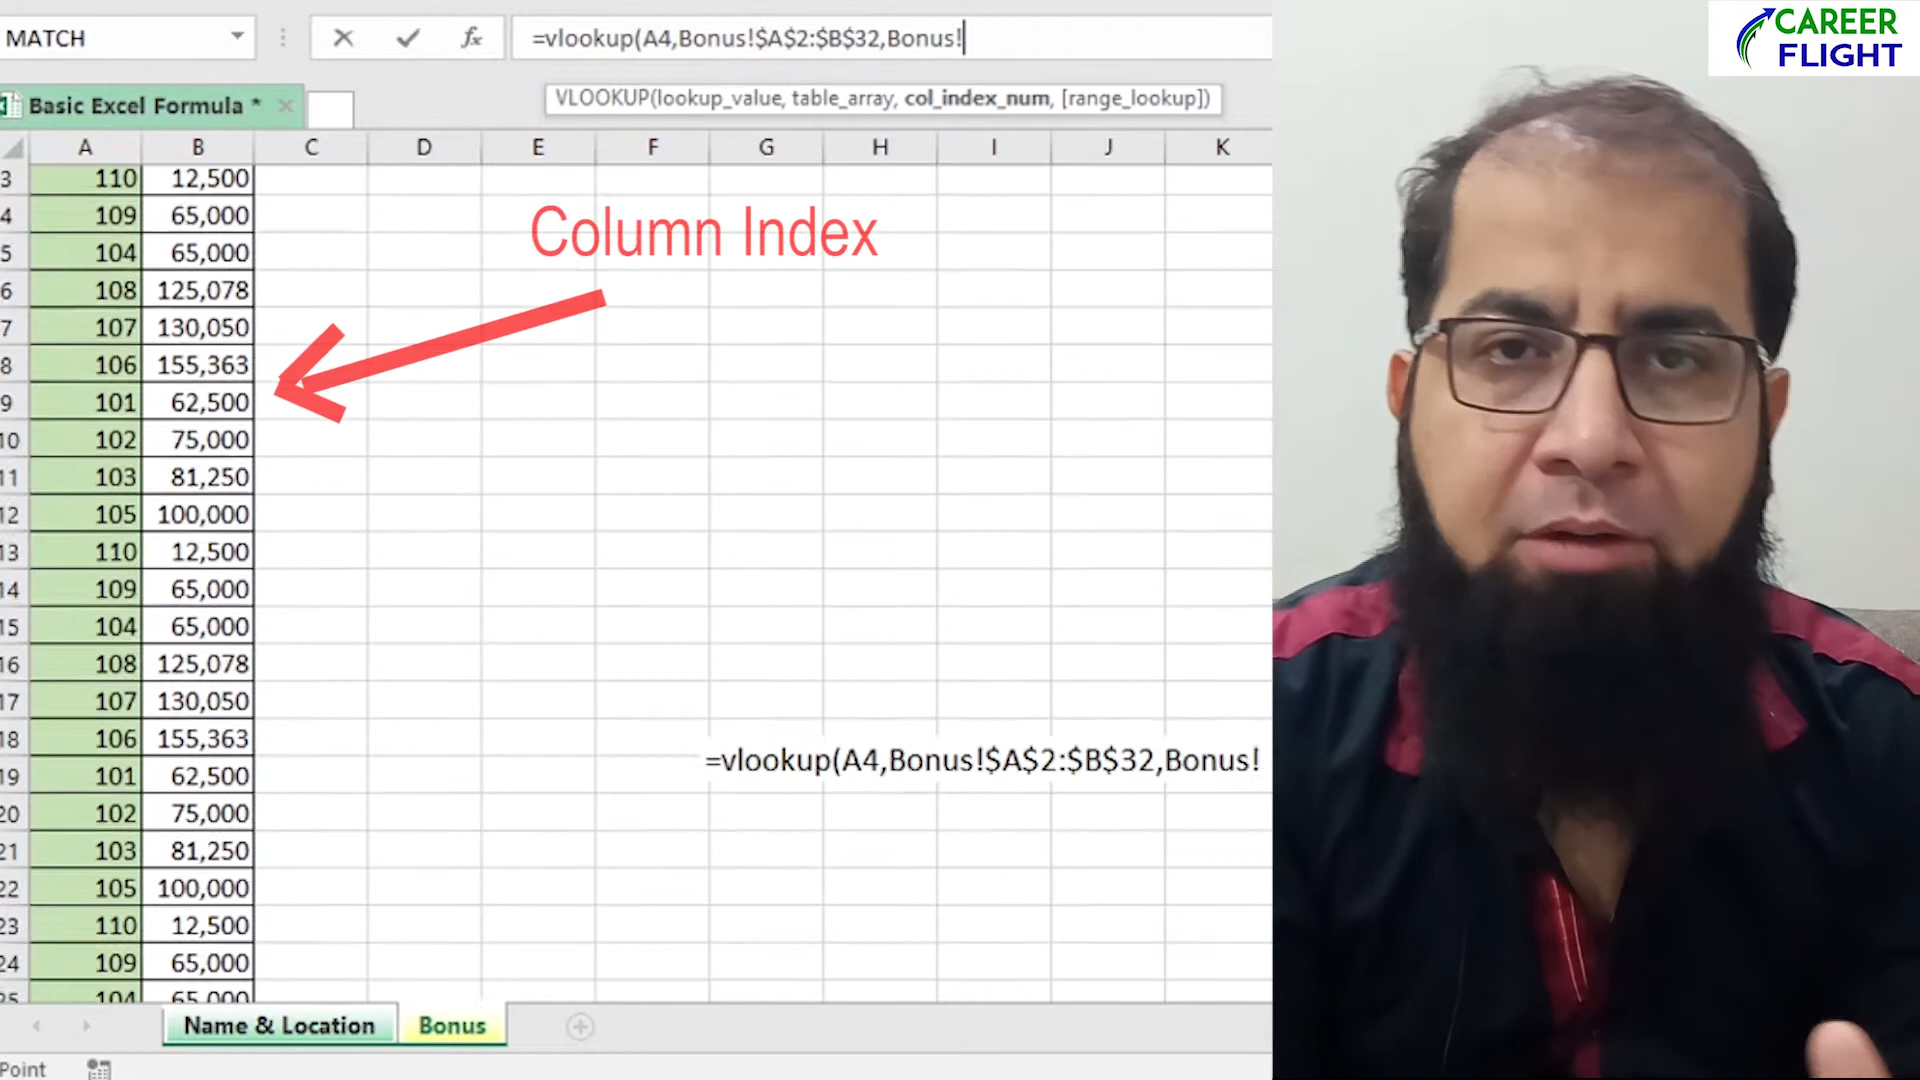 MATCH
=vlookup(A4,Bonus!$A$2:$B$32,Bonus!
CAREER
FLIGHT
Basic Excel Formula *
VLOOKUP(lookup_value, table_array, col_index_num, [range_lookup])
A B C D E F G H I J K
3 110 12,500
4 109 65,000
5 104 65,000
6 108 125,078
7 107 130,050
8 106 155,363
9 101 62,500
10 102 75,000
11 103 81,250
12 105 100,000
13 110 12,500
14 109 65,000
15 104 65,000
16 108 125,078
17 107 130,050
18 106 155,363
19 101 62,500
20 102 75,000
21 103 81,250
22 105 100,000
23 110 12,500
24 109 65,000
25 104 65,000
Column Index
=vlookup(A4,Bonus!$A$2:$B$32,Bonus!
Name & Location Bonus
Point